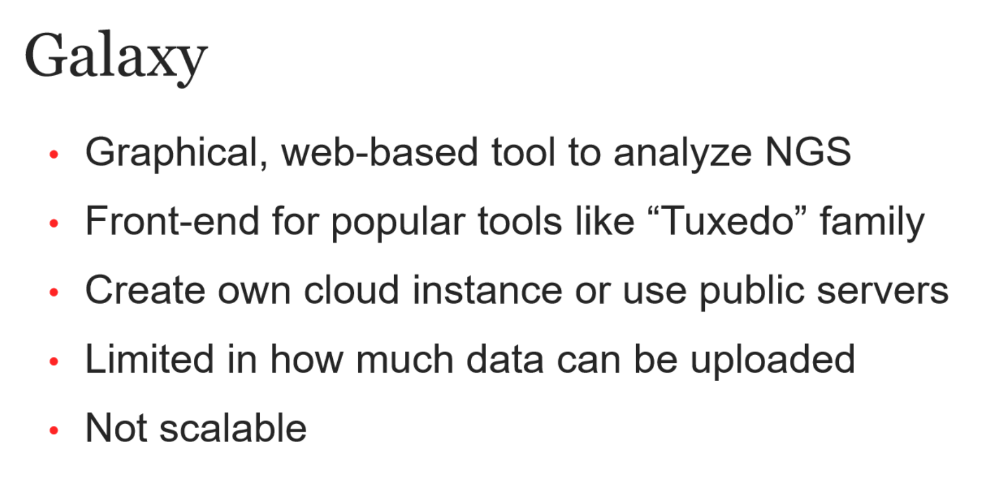 Galaxy
• Graphical, web-based tool to analyze NGS
• Front-end for popular tools like “Tuxedo” family
• Create own cloud instance or use public servers
• Limited in how much data can be uploaded
• Not scalable